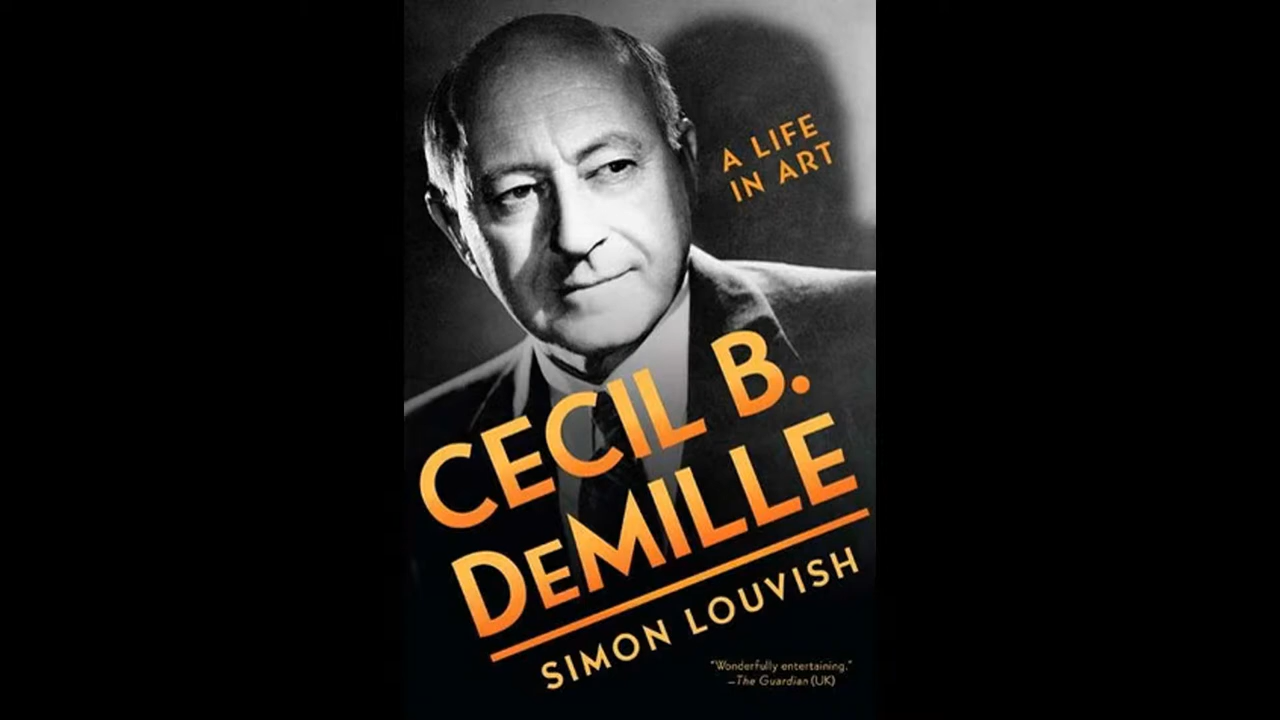 A LIFE
IN ART
CECIL B.
DeMILLE
SIMON LOUVISH
"Wonderfully entertaining."
—The Guardian (UK)